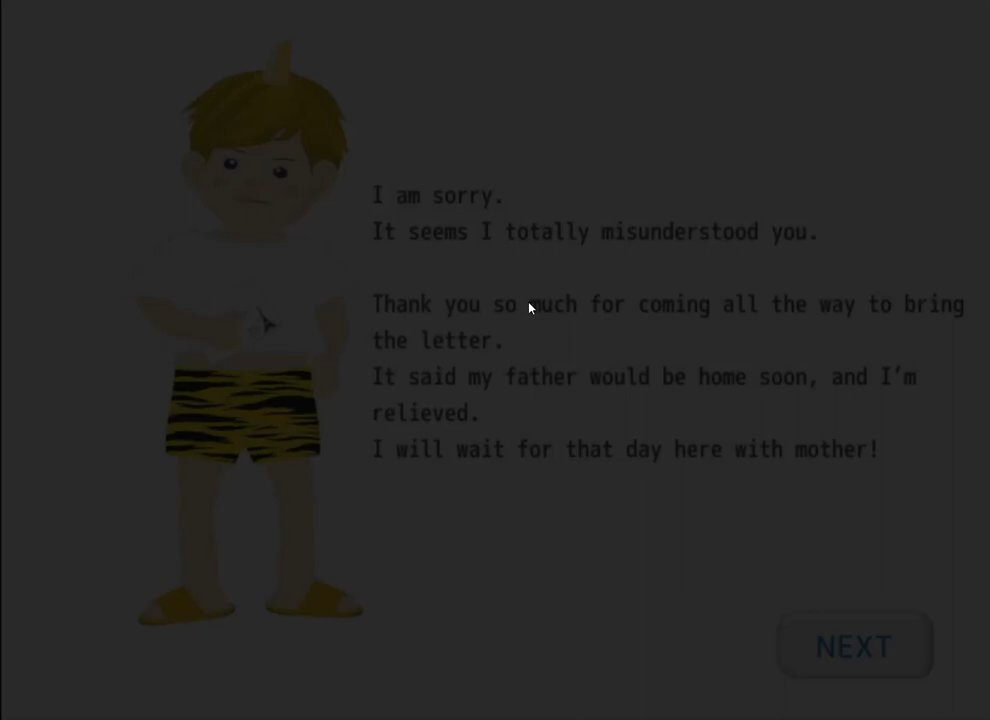 I am sorry.
It seems I totally misunderstood you.
Thank you so much for coming all the way to bring
the letter.
It said my father would be home soon, and I'm
relieved.
I will wait for that day here with mother!
NEXT